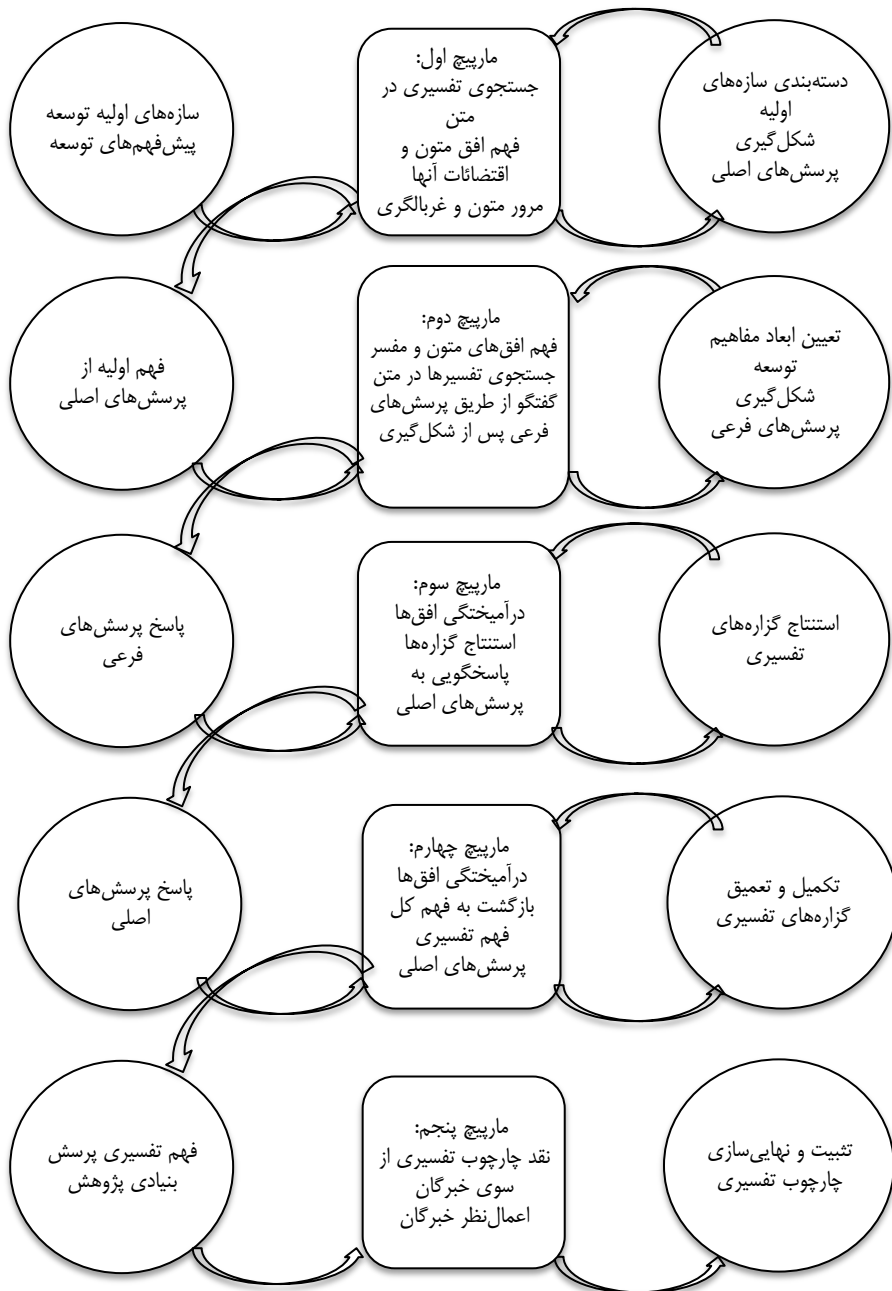 دسته‌بندی سازه‌های
اولیه
شکل‌گیری
پرسش‌های اصلی
مارپیچ اول:
جستجوی تفسیری در
متن
فهم افق متون و
اقتضائات آنها
مرور متون و غربالگری
سازه‌های اولیه توسعه
پیش‌فهم‌های توسعه
تعیین ابعاد مفاهیم
توسعه
شکل‌گیری
پرسش‌های فرعی
مارپیچ دوم:
فهم افق‌های متون و مفسر
جستجوی تفسیرها در متن
گفتگو از طریق پرسش‌های
فرعی پس از شکل‌گیری
فهم اولیه از
پرسش‌های اصلی
استنتاج گزاره‌های
تفسیری
مارپیچ سوم:
درآمیختگی افق‌ها
استنتاج گزاره‌ها
پاسخگویی به
پرسش‌های اصلی
پاسخ پرسش‌های
فرعی
تکمیل و تعمیق
گزاره‌های تفسیری
مارپیچ چهارم:
درآمیختگی افق‌ها
بازگشت به فهم کل
فهم تفسیری
پرسش‌های اصلی
پاسخ پرسش‌های
اصلی
تثبیت و نهایی‌سازی
چارچوب تفسیری
مارپیچ پنجم:
نقد چارچوب تفسیری از
سوی خبرگان
اعمال‌نظر خبرگان
فهم تفسیری پرسش
بنیادی پژوهش